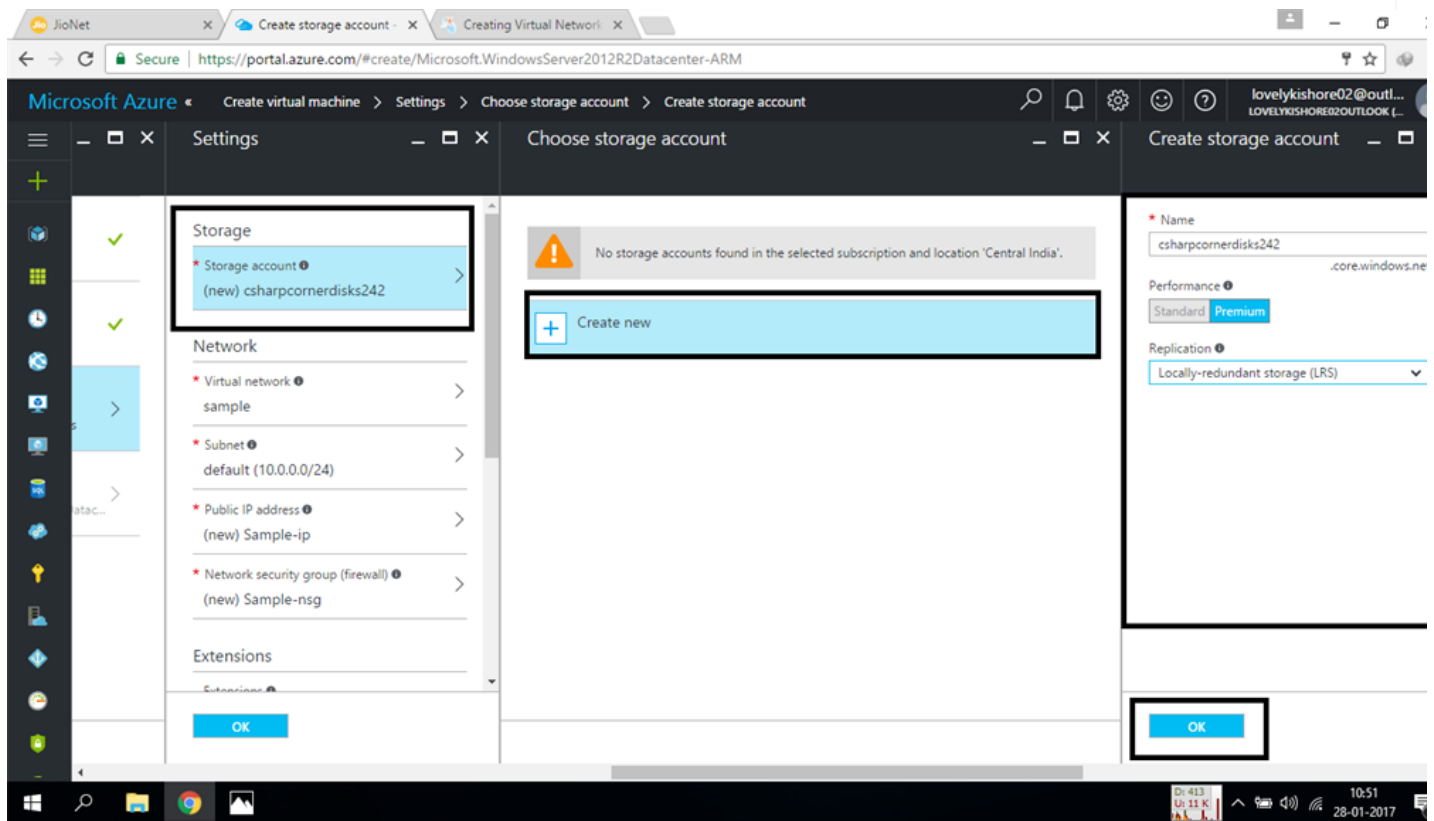 JioNet
Create storage account -
Creating Virtual Network
Secure | https://portal.azure.com/#create/Microsoft.WindowsServer2012R2Datacenter-ARM
Microsoft Azure « Create virtual machine > Settings > Choose storage account > Create storage account
lovelykishore02@outl...
LOVELYKISHORE02OUTLOOK (...
Settings
Choose storage account
Create storage account
s
atac...
Storage
* Storage account
(new) csharpcornerdisks242
Network
* Virtual network
sample
* Subnet
default (10.0.0.0/24)
* Public IP address
(new) Sample-ip
* Network security group (firewall)
(new) Sample-nsg
Extensions
Extensions
OK
No storage accounts found in the selected subscription and location 'Central India'.
Create new
* Name
csharpcornerdisks242
.core.windows.ne
Performance
Standard Premium
Replication
Locally-redundant storage (LRS)
OK
D: 413
U: 11 K
10:51
28-01-2017